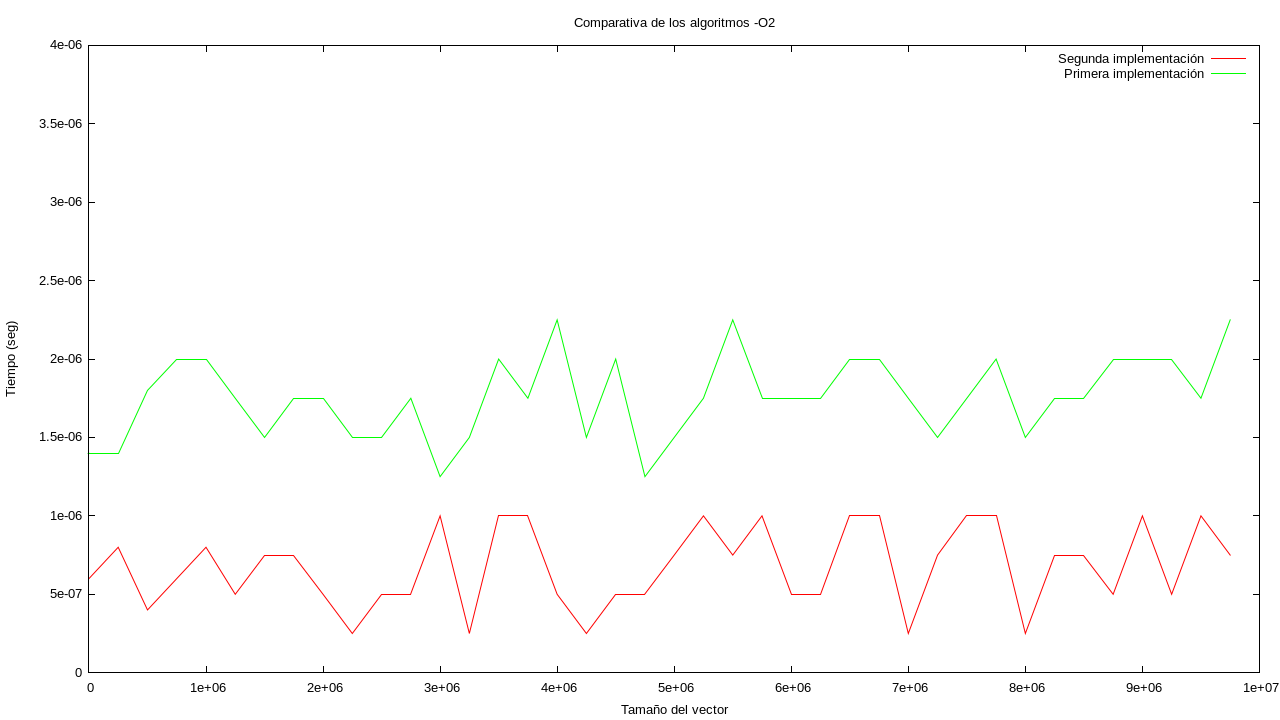 Comparativa de los algoritmos -O2
Segunda implementación
Primera implementación
4e-06
3.5e-06
3e-06
2.5e-06
2e-06
1.5e-06
1e-06
5e-07
0
Tiempo (seg)
0 1e+06 2e+06 3e+06 4e+06 5e+06 6e+06 7e+06 8e+06 9e+06 1e+07
Tamaño del vector